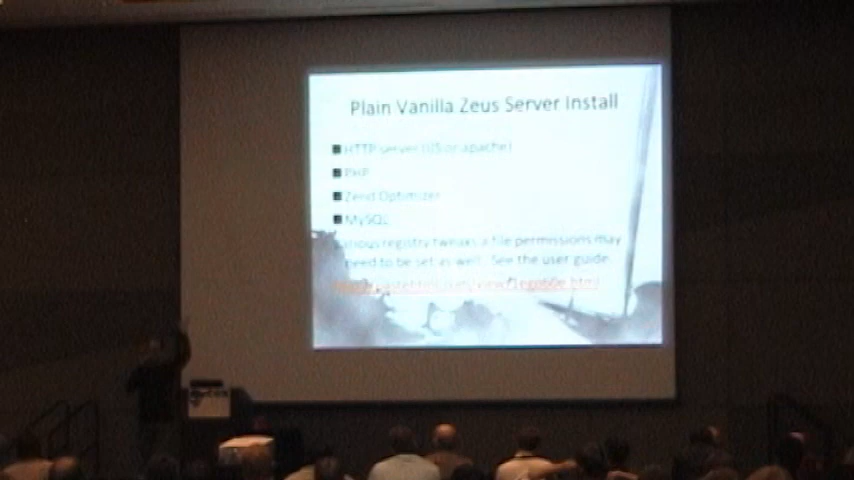 Plain Vanilla Zeus Server Install
HTTP server (IIS or apache)
PHP
Zend Optimizer
MySQL
Various registry tweaks a file permissions may
need to be set as well. See the user guide.